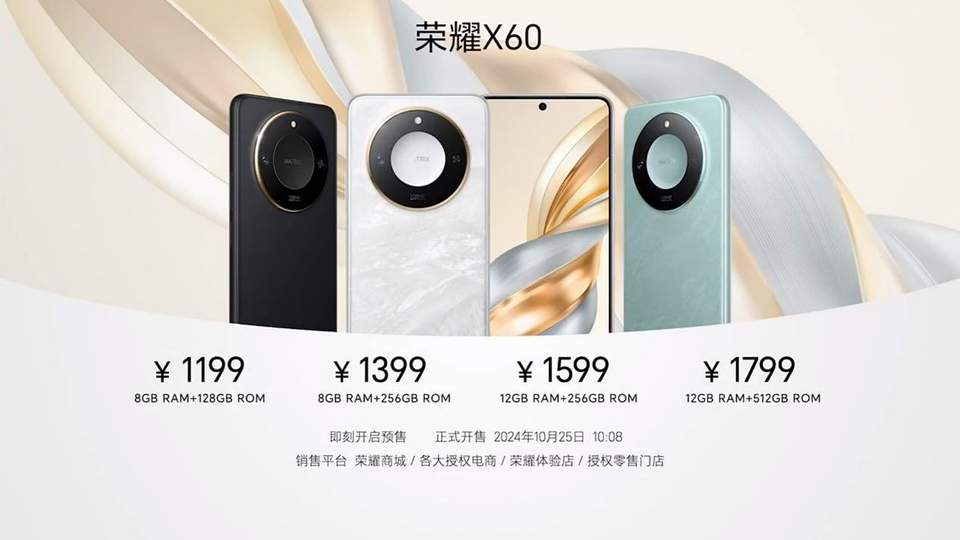 荣耀X60
MATRIX
TRIX
MATRIX
¥ 1199
¥ 1399
¥ 1599
¥ 1799
8GB RAM+128GB ROM
8GB RAM+256GB ROM
12GB RAM+256GB ROM
12GB RAM+512GB ROM
即刻开启预售 正式开售 2024年10月25日 10:08
销售平台 荣耀商城 / 各大授权电商 / 荣耀体验店 / 授权零售门店